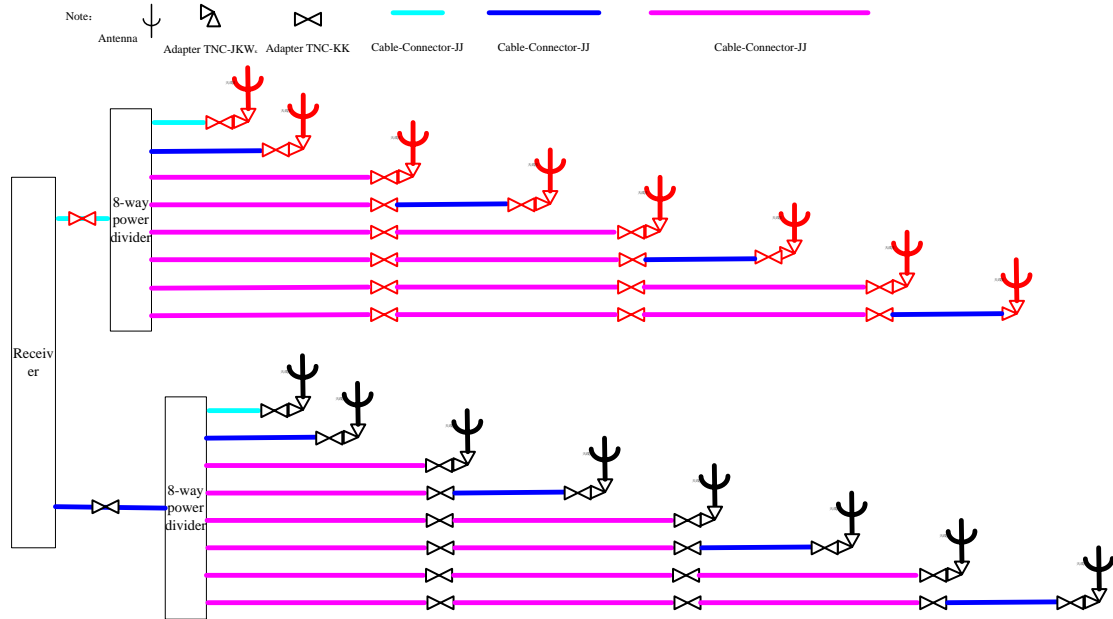 Note:
Antenna
Adapter TNC-JKW
Adapter TNC-KK
Cable-Connector-JJ
Cable-Connector-JJ
Cable-Connector-JJ
8-way
power
divider
Receiv
er
8-way
power
divider